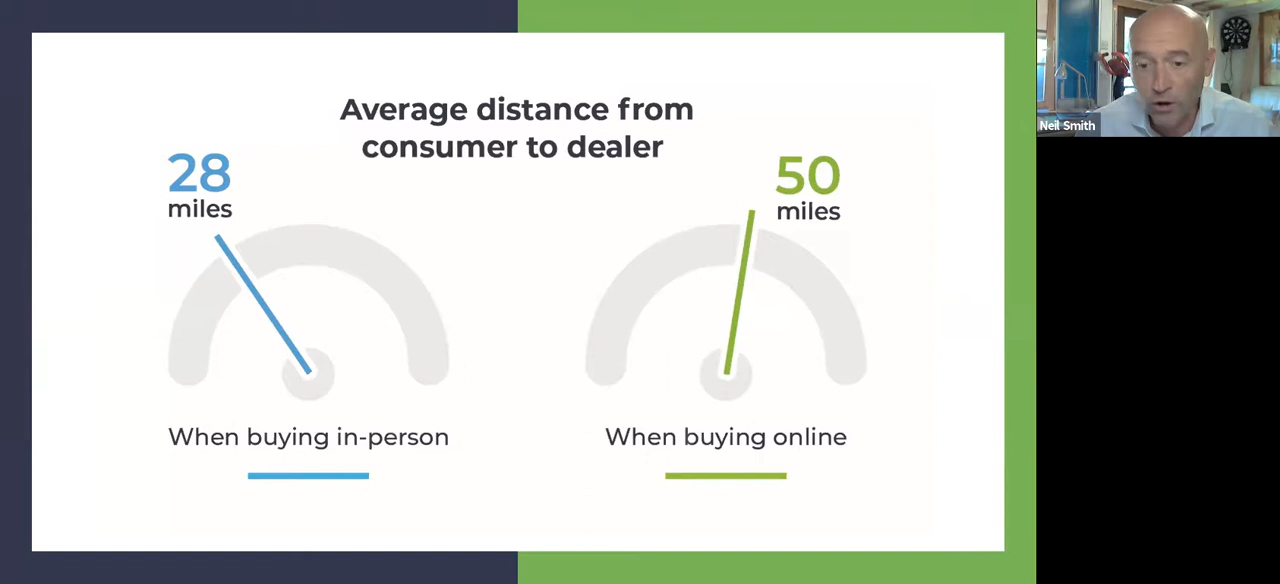 Average distance from
consumer to dealer
28
miles
50
miles
When buying in-person
When buying online
Neil Smith